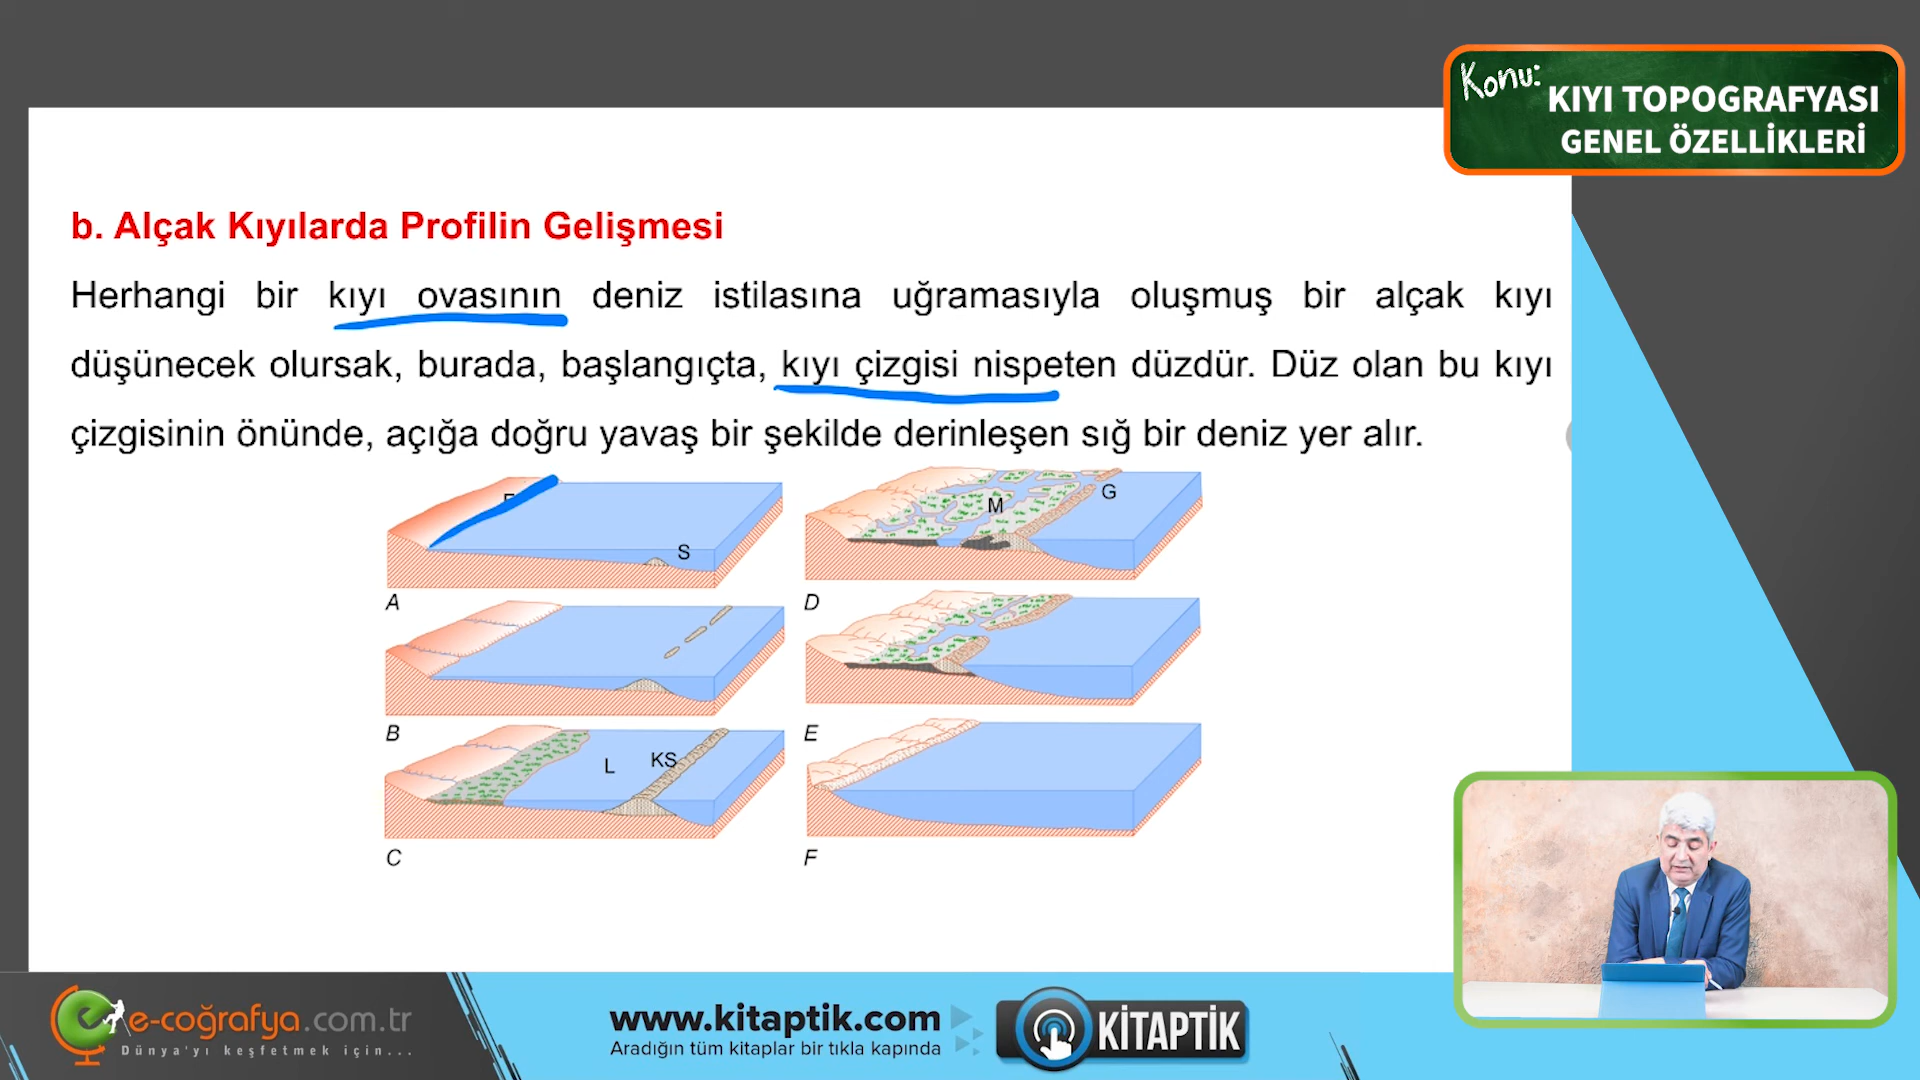 Konu:
KIYI TOPOGRAFYASI
GENEL ÖZELLİKLERİ
b. Alçak Kıyılarda Profilin Gelişmesi
Herhangi bir kıyı ovasının deniz istilasına uğramasıyla oluşmuş bir alçak kıyı
düşünecek olursak, burada, başlangıçta, kıyı çizgisi nispeten düzdür. Düz olan bu kıyı
çizgisinin önünde, açığa doğru yavaş bir şekilde derinleşen sığ bir deniz yer alır.
S
A
M
G
D
B
E
L
KS
C
F
e-coğrafya.com.tr
Dünya'yı keşfetmek için...
www.kitaptik.com
Aradığın tüm kitaplar bir tıkla kapında
KİTAPTİK